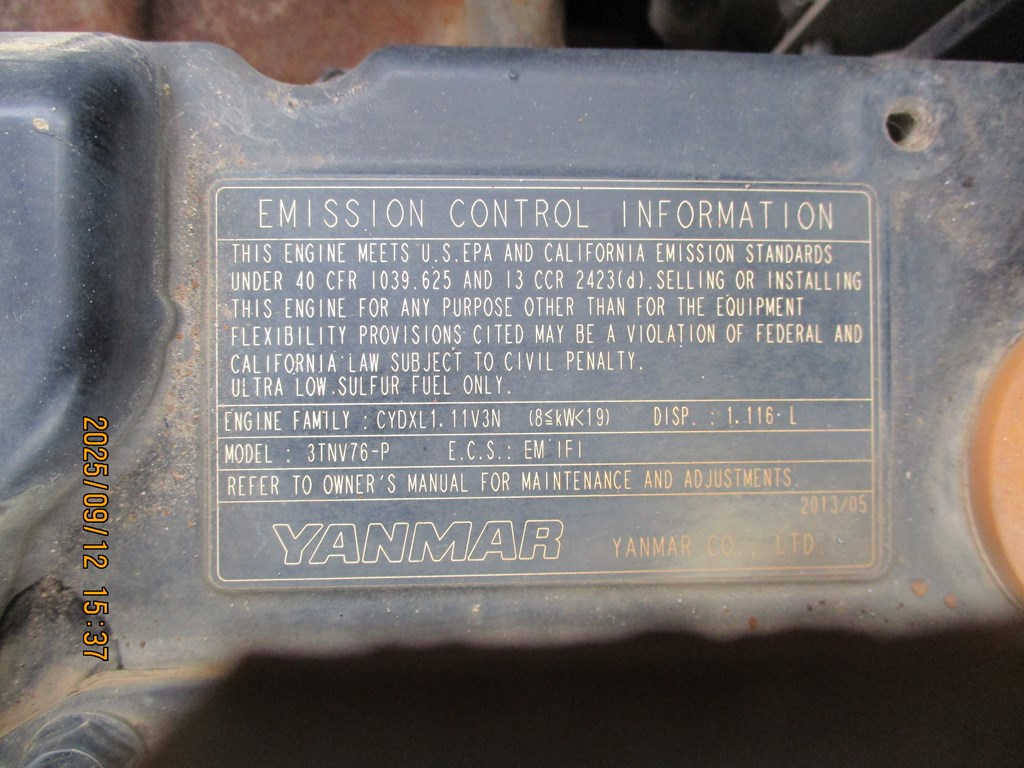 EMISSION CONTROL INFORMATION
THIS ENGINE MEETS U.S.EPA AND CALIFORNIA EMISSION STANDARDS
UNDER 40 CFR 1039.625 AND 13 CCR 2423(d).SELLING OR INSTALLING
THIS ENGINE FOR ANY PURPOSE OTHER THAN FOR THE EQUIPMENT
FLEXIBILITY PROVISIONS CITED MAY BE A VIOLATION OF FEDERAL AND
CALIFORNIA LAW SUBJECT TO CIVIL PENALTY.
ULTRA LOW SULFUR FUEL ONLY.
ENGINE FAMILY : CYDXL1.11V3N (8≦kW<19) DISP. : 1.116 L
MODEL : 3TNV76-P E.C.S.: EM IFI
REFER TO OWNER'S MANUAL FOR MAINTENANCE AND ADJUSTMENTS.
2013/05
YANMAR YANMAR CO., LTD.
2025/09/12 15:37